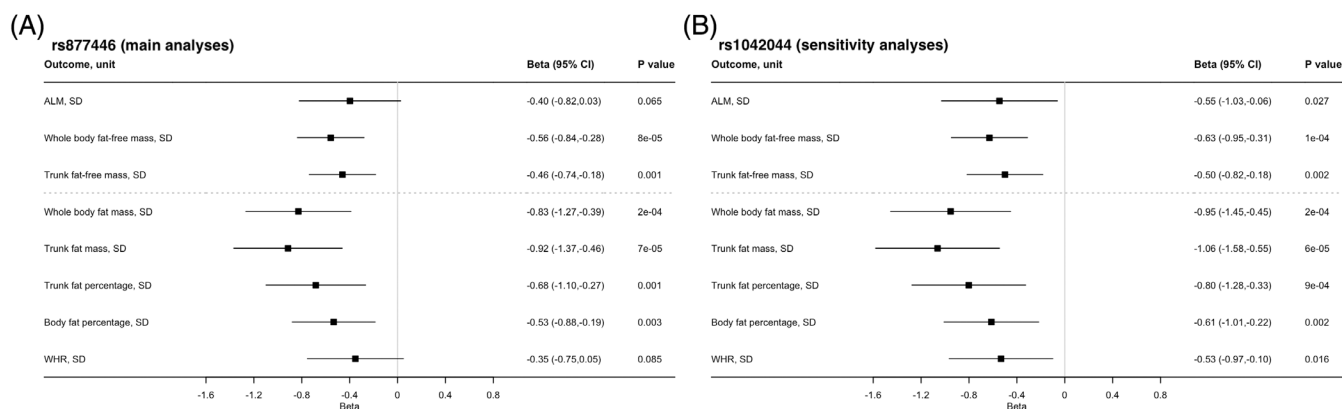 (A)
rs877446 (main analyses)
Outcome, unit Beta (95% CI) P value
ALM, SD -0.40 (-0.82,0.03) 0.065
Whole body fat-free mass, SD -0.56 (-0.84,-0.28) 8e-05
Trunk fat-free mass, SD -0.46 (-0.74,-0.18) 0.001
Whole body fat mass, SD -0.83 (-1.27,-0.39) 2e-04
Trunk fat mass, SD -0.92 (-1.37,-0.46) 7e-05
Trunk fat percentage, SD -0.68 (-1.10,-0.27) 0.001
Body fat percentage, SD -0.53 (-0.88,-0.19) 0.003
WHR, SD -0.35 (-0.75,0.05) 0.085
-1.6 -0.8 -0.4 0 0.4 0.8
Beta
(B)
rs1042044 (sensitivity analyses)
Outcome, unit Beta (95% CI) P value
ALM, SD -0.55 (-1.03,-0.06) 0.027
Whole body fat-free mass, SD -0.63 (-0.95,-0.31) 1e-04
Trunk fat-free mass, SD -0.50 (-0.82,-0.18) 0.002
Whole body fat mass, SD -0.95 (-1.45,-0.45) 2e-04
Trunk fat mass, SD -1.06 (-1.58,-0.55) 6e-05
Trunk fat percentage, SD -0.80 (-1.28,-0.33) 9e-04
Body fat percentage, SD -0.61 (-1.01,-0.22) 0.002
WHR, SD -0.53 (-0.97,-0.10) 0.016
-1.6 -0.8 -0.4 0 0.4 0.8
Beta